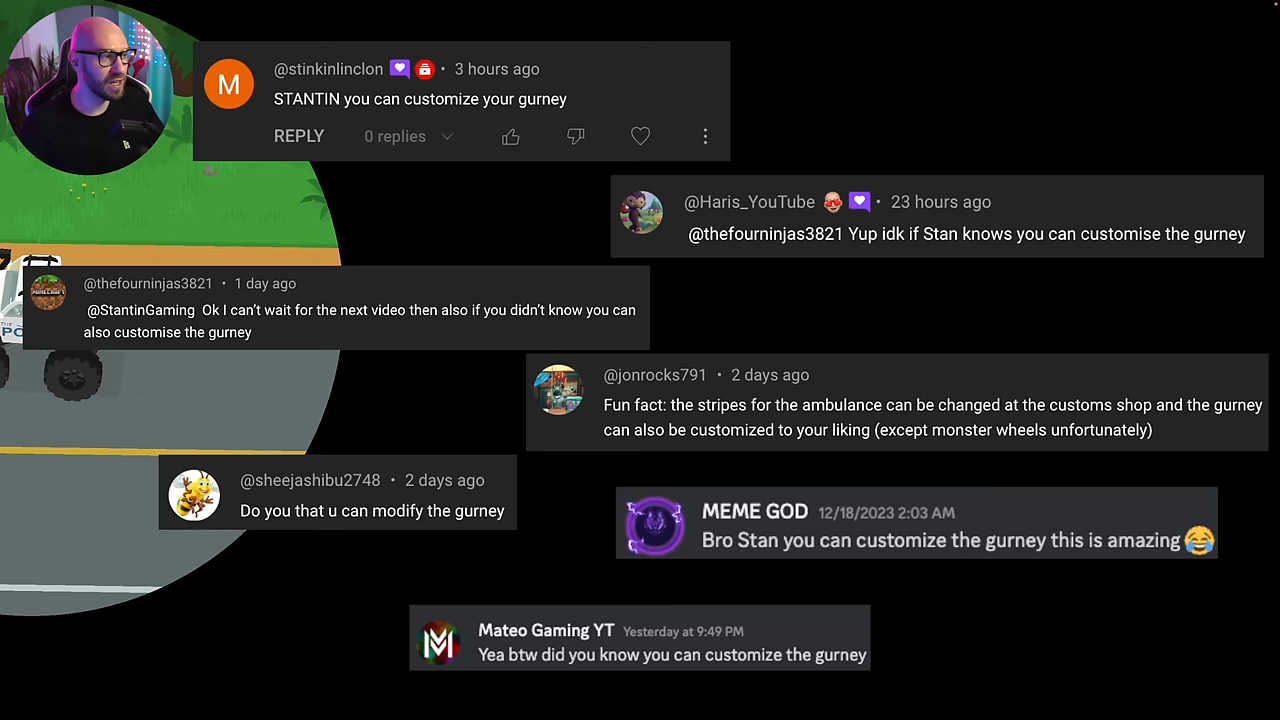 M
@stinkinlinclon • 3 hours ago
STANTIN you can customize your gurney
REPLY 0 replies
@Haris_YouTube • 23 hours ago
@thefourninjas3821 Yup idk if Stan knows you can customise the gurney
@thefourninjas3821 • 1 day ago
@StantinGaming Ok I can’t wait for the next video then also if you didn’t know you can
also customise the gurney
THE
PO
@jonrocks791 • 2 days ago
Fun fact: the stripes for the ambulance can be changed at the customs shop and the gurney
can also be customized to your liking (except monster wheels unfortunately)
@sheejashibu2748 • 2 days ago
Do you that u can modify the gurney
MEME GOD 12/18/2023 2:03 AM
Bro Stan you can customize the gurney this is amazing 😂
Mateo Gaming YT Yesterday at 9:49 PM
Yea btw did you know you can customize the gurney